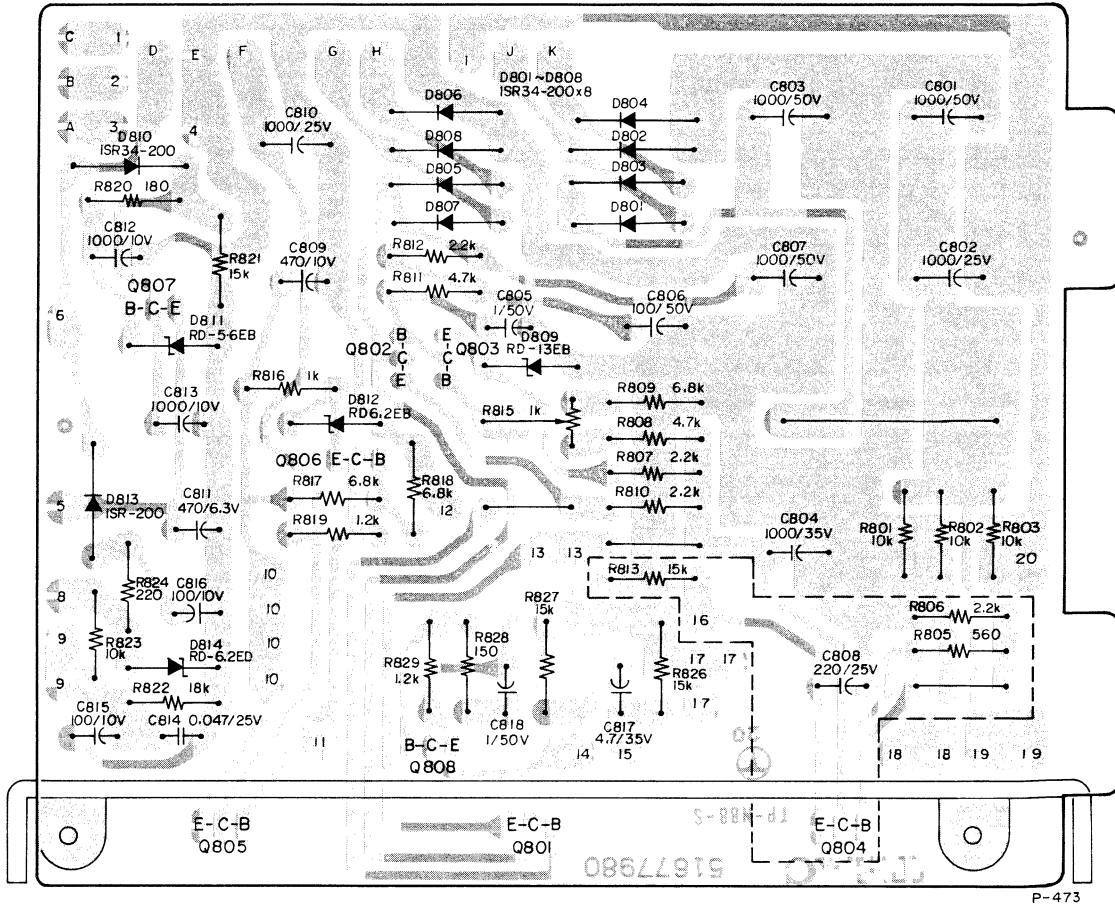 C 1 D E F G H I J K
B 2
A 3 4
D801~D808
ISR34-200x8
D806
D804
C803
1000/50V
C801
1000/50V
C810
1000/.25V
D810
ISR34-200
D808
D802
D805
D803
R820 180
D807
D801
C812
1000/10V
R821
15k
C809
470/10V
R812 2.2k
C807
1000/50V
C802
1000/25V
R811 4.7k
Q807
B-C-E
C805
1/50V
C806
100/50V
6
D811
RD-5·6EB
Q802
B-C-E
E-C-B
Q803
D809
RD-13EB
R816 1k
C813
1000/10V
D812
RD6.2EB
R809 6.8k
R815 1k
R808 4.7k
Q806 E-C-B
R807 2.2k
R817 6.8k
R818
6.8k
R810 2.2k
5
D813
ISR-200
C811
470/6.3V
12
R819 1.2k
C804
1000/35V
R801
10k
R802
10k
R803
10k
13 13
20
10
R813 15k
8
R824
220
C816
100/10V
10
R827
15k
R806 2.2k
16
9
R823
10k
10
R828
150
R805 560
D814
RD-6.2ED
R829
1.2k
17 17
R826
15k
C808
220/25V
10
9
R822 18k
17
C815
100/10V
C814 0.047/25V
C818
1/50V
C817
4.7/35V
20
11
B-C-E
Q808
14 15
18 18 19 19
TP-N88-S
E-C-B
Q805
E-C-B
Q801
E-C-B
Q804
51677980
P-473